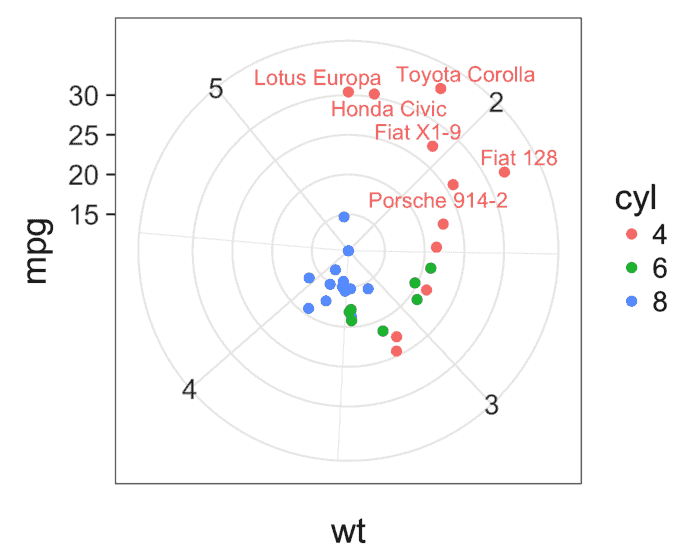 Lotus Europa
Toyota Corolla
5
30
Honda Civic
2
25
Fiat X1-9
20
Fiat 128
Porsche 914-2
15
mpg
cyl
4
6
8
4
3
wt